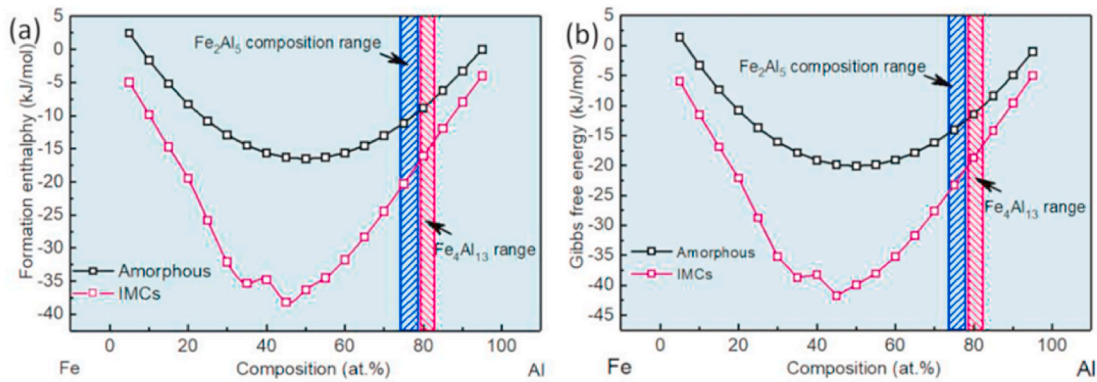 (a)
Formation enthalphy (kJ/mol)
5
0
-5
-10
-15
-20
-25
-30
-35
-40
Fe₂Al₅ composition range
Fe₄Al₁₃ range
Amorphous
IMCs
0 20 40 60 80 100
Fe Composition (at.%) Al
(b)
Gibbs free energy (kJ/mol)
5
0
-5
-10
-15
-20
-25
-30
-35
-40
-45
Fe₂Al₅ composition range
Fe₄Al₁₃ range
Amorphous
IMCs
0 20 40 60 80 100
Fe Composition (at.%) Al